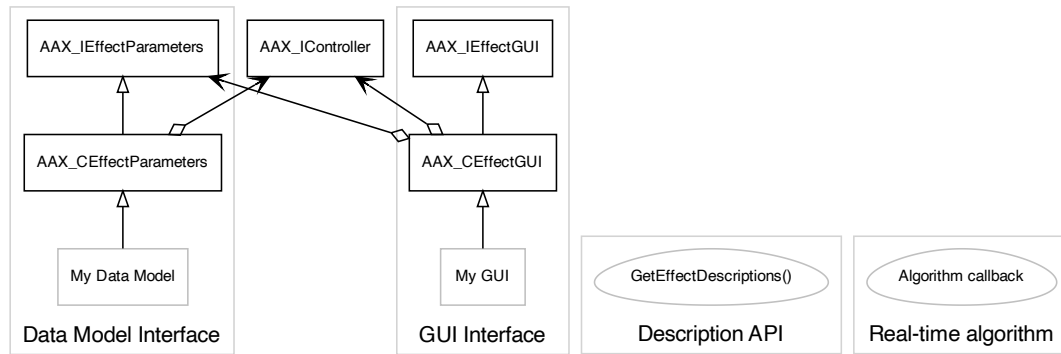 AAX_IEffectParameters
AAX_IController
AAX_IEffectGUI
AAX_CEffectParameters
AAX_CEffectGUI
My Data Model
My GUI
GetEffectDescriptions()
Algorithm callback
Data Model Interface
GUI Interface
Description API
Real-time algorithm